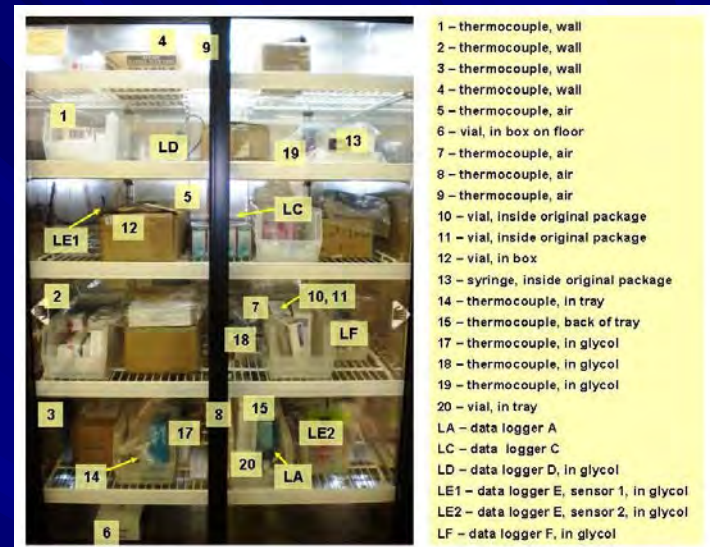 4
9
1
LD
19
13
5
LE1
12
LC
2
7
10, 11
18
LF
3
8
15
17
LE2
14
20
LA
6
1 – thermocouple, wall
2 – thermocouple, wall
3 – thermocouple, wall
4 – thermocouple, wall
5 – thermocouple, air
6 – vial, in box on floor
7 – thermocouple, air
8 – thermocouple, air
9 – thermocouple, air
10 – vial, inside original package
11 – vial, inside original package
12 – vial, in box
13 – syringe, inside original package
14 – thermocouple, in tray
15 – thermocouple, back of tray
17 – thermocouple, in glycol
18 – thermocouple, in glycol
19 – thermocouple, in glycol
20 – vial, in tray
LA – data logger A
LC – data logger C
LD – data logger D, in glycol
LE1 – data logger E, sensor 1, in glycol
LE2 – data logger E, sensor 2, in glycol
LF – data logger F, in glycol